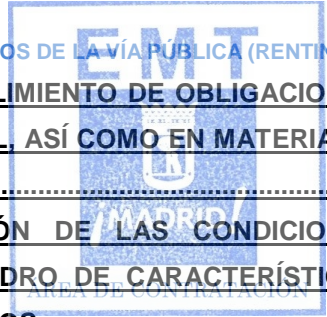 OS DE LA VÍA PÚBLICA (RENTIN
EMT
LIMIENTO DE OBLIGACIO
L, ASÍ COMO EN MATERIA
¡MADRID!
ÓN DE LAS CONDICIO
DRO DE CARACTERÍSTIC
ÁREA DE CONTRATACIÓN